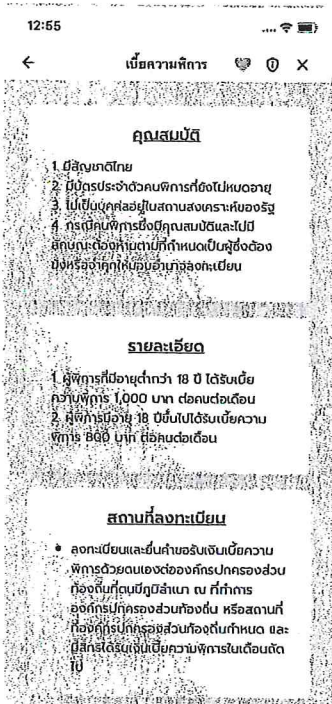 12:55
เบี้ยความพิการ
คุณสมบัติ
1. มีสัญชาติไทย
2. มีบัตรประจำตัวคนพิการที่ยังไม่หมดอายุ
3. ไม่เป็นบุคคลอยู่ในสถานสงเคราะห์ของรัฐ
4. กรณีคนพิการซึ่งมีคุณสมบัติและไม่มี
ลักษณะต้องห้ามตามที่กำหนดเป็นผู้ซึ่งต้อง
ขังหรือจำคุกให้มอบอำนาจลงทะเบียน
รายละเอียด
1. ผู้พิการที่มีอายุต่ำกว่า 18 ปี ได้รับเบี้ย
ความพิการ 1,000 บาท ต่อคนต่อเดือน
2. ผู้พิการมีอายุ 18 ปีขึ้นไปได้รับเบี้ยความ
พิการ 800 บาท ต่อคนต่อเดือน
สถานที่ลงทะเบียน
• ลงทะเบียนและยื่นคำขอรับเงินเบี้ยความ
พิการด้วยตนเองต่อองค์กรปกครองส่วน
ท้องถิ่นที่ตนมีภูมิลำเนา ณ ที่ทำการ
องค์กรปกครองส่วนท้องถิ่น หรือสถานที่
ที่องค์กรปกครองส่วนท้องถิ่นกำหนด และ
มีสิทธิได้รับเงินเบี้ยความพิการในเดือนถัด
ไป